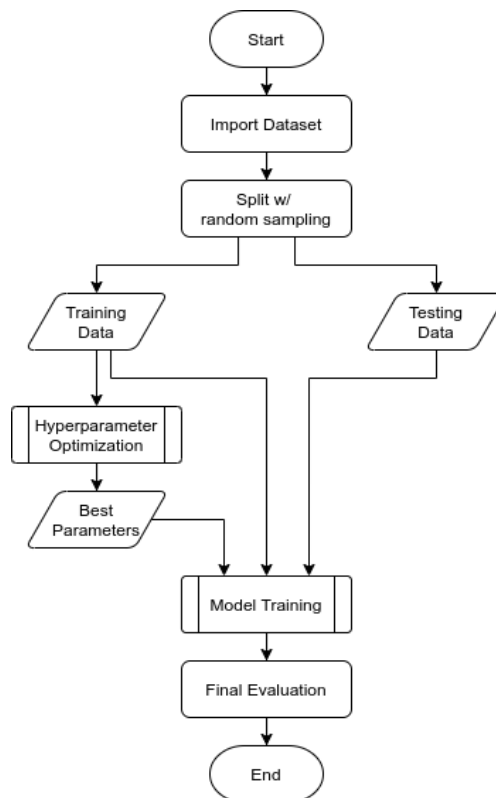 Start
Import Dataset
Split w/
random sampling
Training
Data
Testing
Data
Hyperparameter
Optimization
Best
Parameters
Model Training
Final Evaluation
End